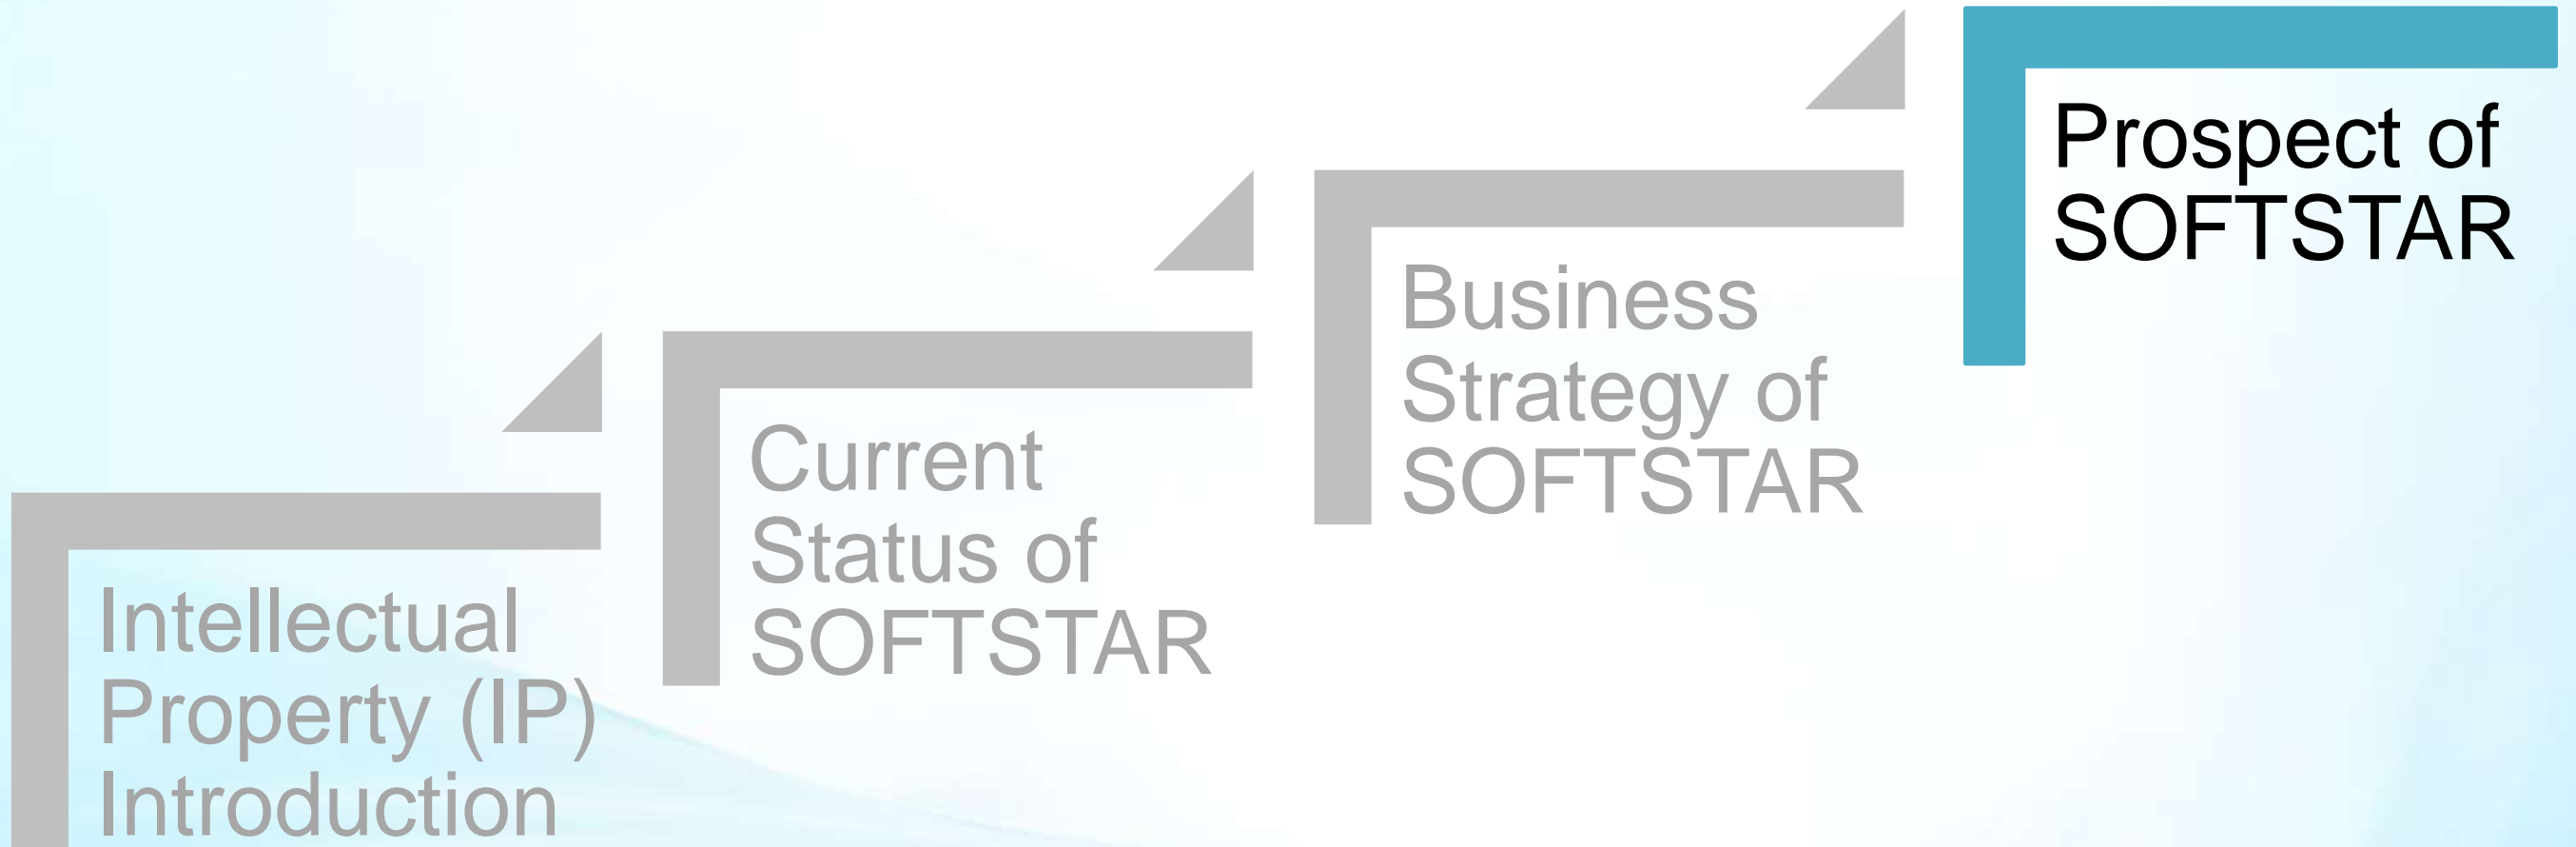 Intellectual
Property (IP)
Introduction
Current
Status of
SOFTSTAR
Business
Strategy of
SOFTSTAR
Prospect of
SOFTSTAR